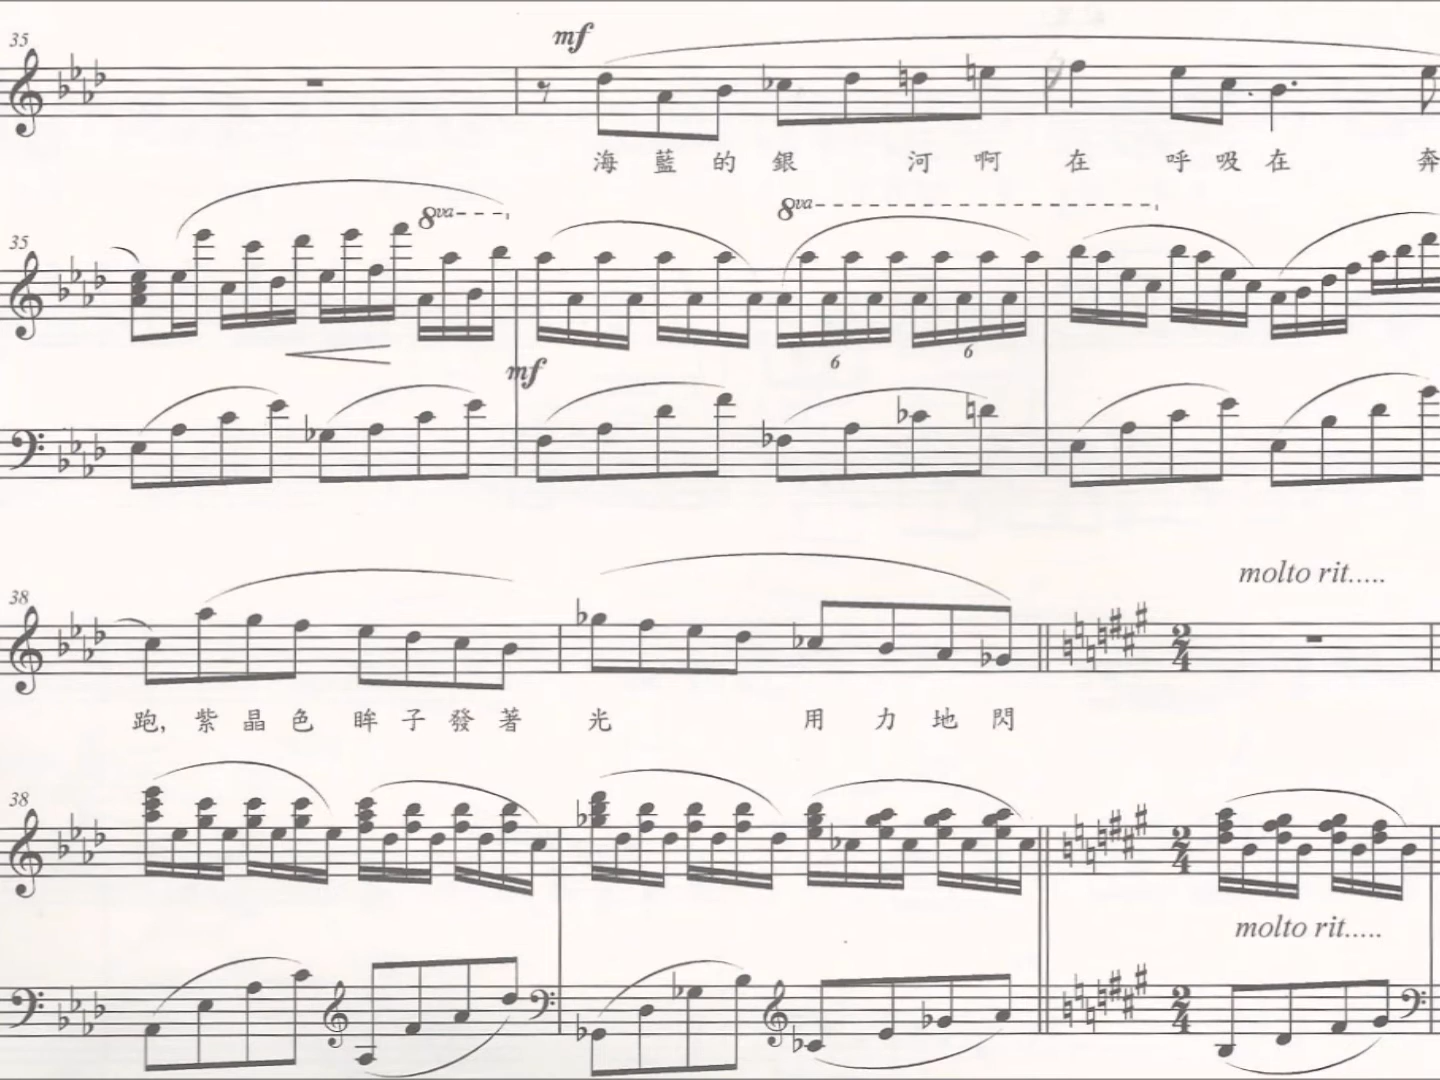 35
mf
海 藍 的 銀 河 啊 在 呼 吸 在 奔
8va
8va
35
6
6
mf
molto rit.....
38
2
4
跑, 紫 晶 色 眸 子 發 著 光 用 力 地 閃
38
2
4
molto rit.....
2
4